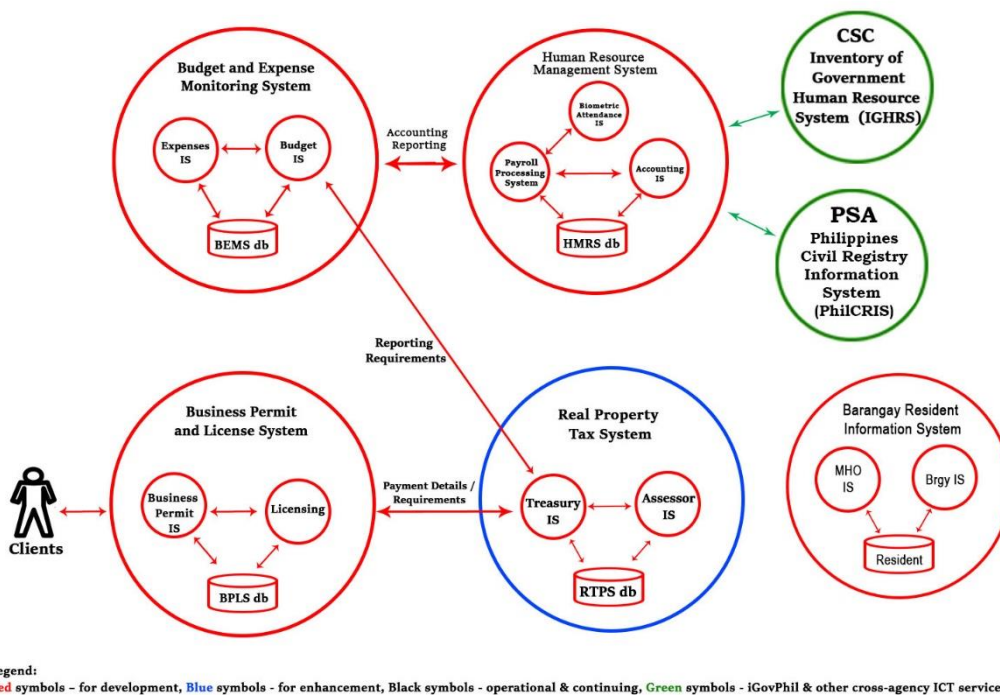 Budget and Expense
Monitoring System
Expenses
IS
Budget
IS
BEMS db
Accounting
Reporting
Human Resource
Management System
Biometric
Attendance
IS
Payroll
Processing
System
Accounting
IS
HMRS db
CSC
Inventory of
Government
Human Resource
System (IGHRS)
PSA
Philippines
Civil Registry
Information
System
(PhilCRIS)
Reporting
Requirements
Business Permit
and License System
Business
Permit
IS
Licensing
BPLS db
Clients
Payment Details /
Requirements
Real Property
Tax System
Treasury
IS
Assessor
IS
RTPS db
Barangay Resident
Information System
MHO
IS
Brgy IS
Resident
egend:
ed symbols – for development, Blue symbols - for enhancement, Black symbols - operational & continuing, Green symbols - iGovPhil & other cross-agency ICT service